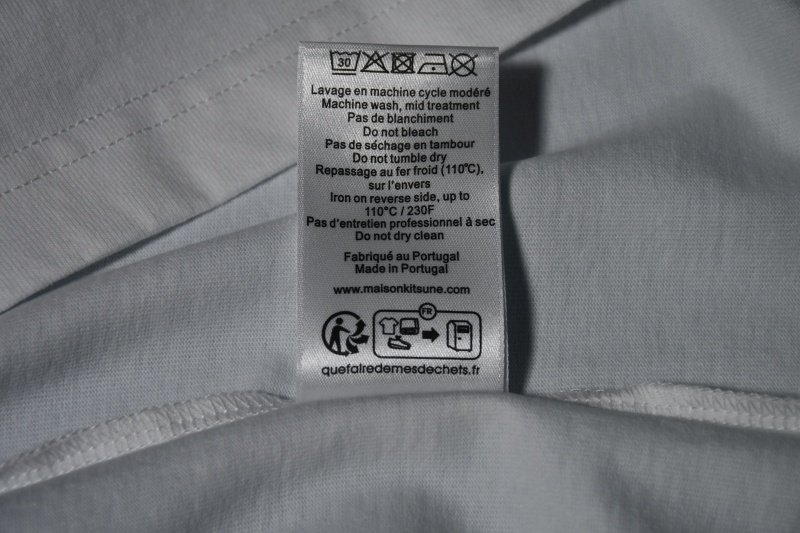 30
Lavage en machine cycle modéré
Machine wash, mid treatment
Pas de blanchiment
Do not bleach
Pas de séchage en tambour
Do not tumble dry
Repassage au fer froid (110°C),
sur l'envers
Iron on reverse side, up to
110°C / 230F
Pas d'entretien professionnel à sec
Do not dry clean
Fabriqué au Portugal
Made in Portugal
www.maisonkitsune.com
FR
quefairedemesdechets.fr